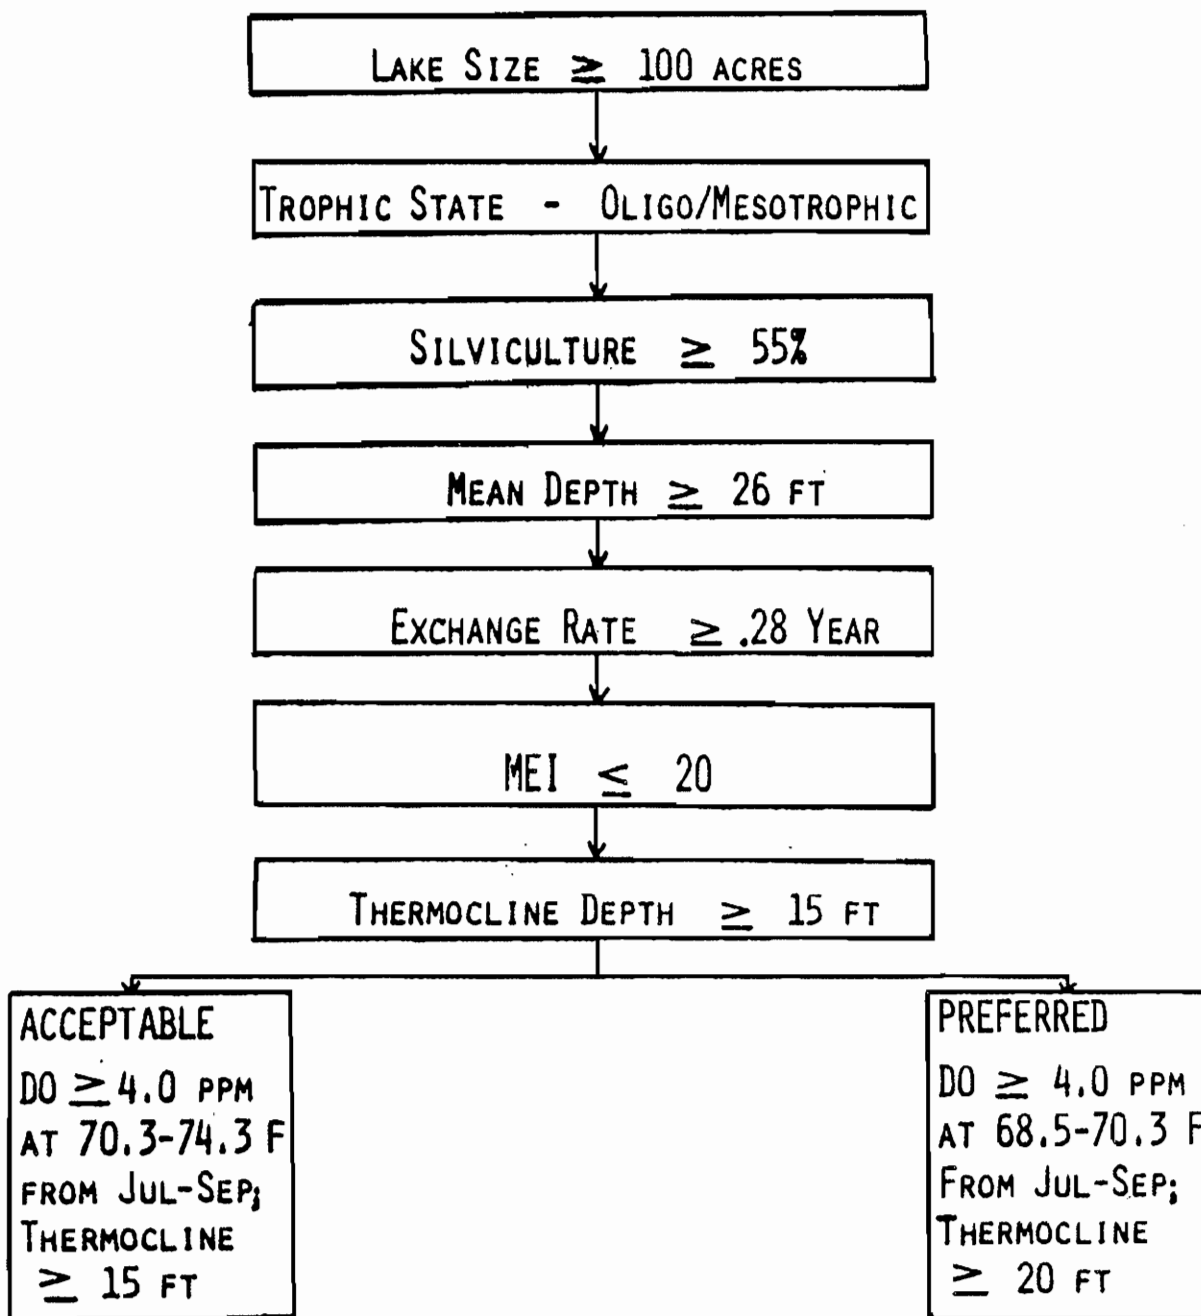 LAKE SIZE ≥ 100 ACRES
TROPHIC STATE - OLIGO/MESOTROPHIC
SILVICULTURE ≥ 55%
MEAN DEPTH ≥ 26 FT
EXCHANGE RATE ≥ .28 YEAR
MEI ≤ 20
THERMOCLINE DEPTH ≥ 15 FT
ACCEPTABLE
DO ≥ 4.0 PPM
AT 70.3-74.3 F
FROM JUL-SEP;
THERMOCLINE
≥ 15 FT
PREFERRED
DO ≥ 4.0 PPM
AT 68.5-70.3 F
FROM JUL-SEP;
THERMOCLINE
≥ 20 FT